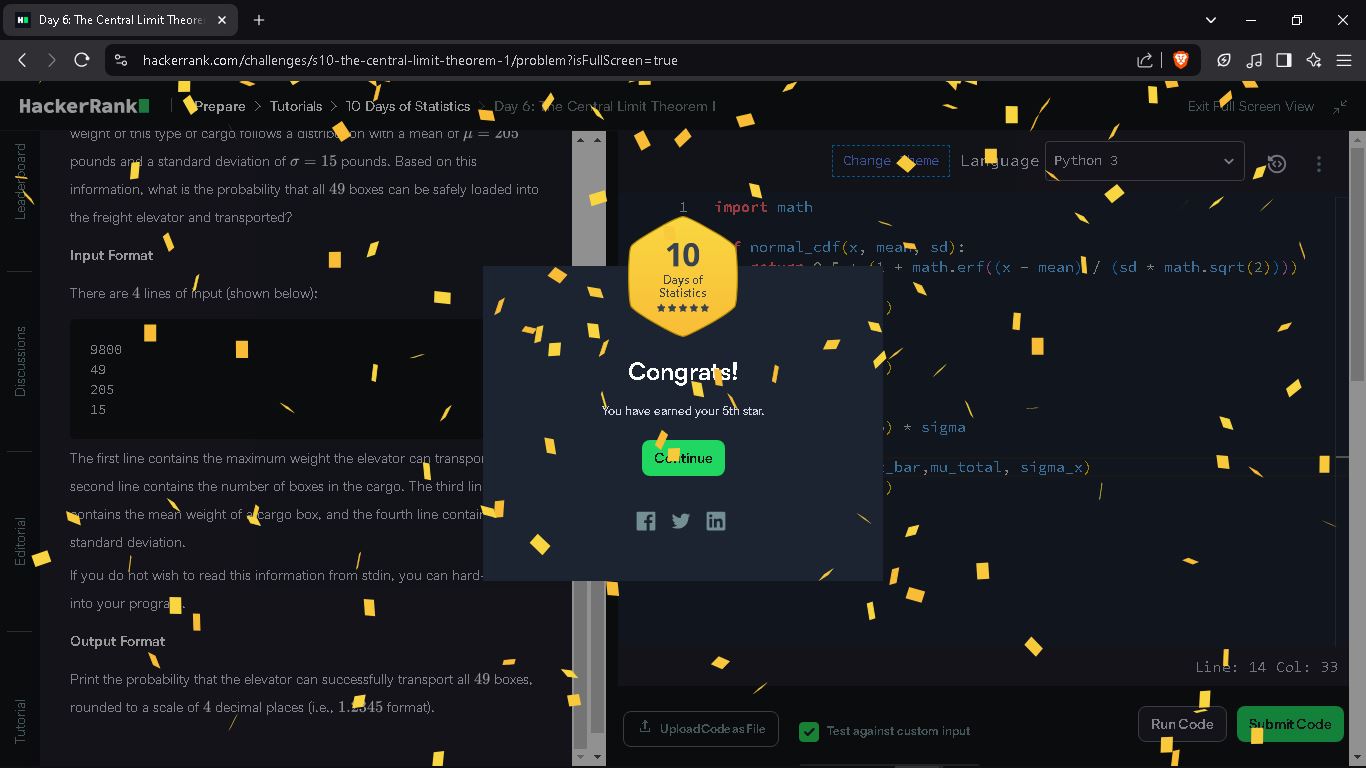 Day 6: The Central Limit Theore
hackerrank.com/challenges/s10-the-central-limit-theorem-1/problem?isFullScreen=true
HackerRank
Prepare > Tutorials > 10 Days of Statistics > Day 6: The Central Limit Theorem I
Exit Full Screen View
Leaderboard
Discussions
Editorial
Tutorial
weight of this type of cargo follows a distribution with a mean of μ = 205
pounds and a standard deviation of σ = 15 pounds. Based on this
information, what is the probability that all 49 boxes can be safely loaded into
the freight elevator and transported?
Input Format
There are 4 lines of input (shown below):
9800
49
205
15
The first line contains the maximum weight the elevator can transpor
second line contains the number of boxes in the cargo. The third lin
contains the mean weight of a cargo box, and the fourth line contain
standard deviation.
If you do not wish to read this information from stdin, you can hard-
into your program.
Output Format
Print the probability that the elevator can successfully transport all 49 boxes,
rounded to a scale of 4 decimal places (i.e., 1.2345 format).
Change Theme
Language
Python 3
1
import math
f normal_cdf(x, mean, sd):
return 0.5 * (1 + math.erf((x - mean) / (sd * math.sqrt(2))))
)
)
) * sigma
_bar,mu_total, sigma_x)
)
10
Days of
Statistics
Congrats!
You have earned your 5th star.
Continue
Line: 14 Col: 33
Upload Code as File
Test against custom input
Run Code
Submit Code